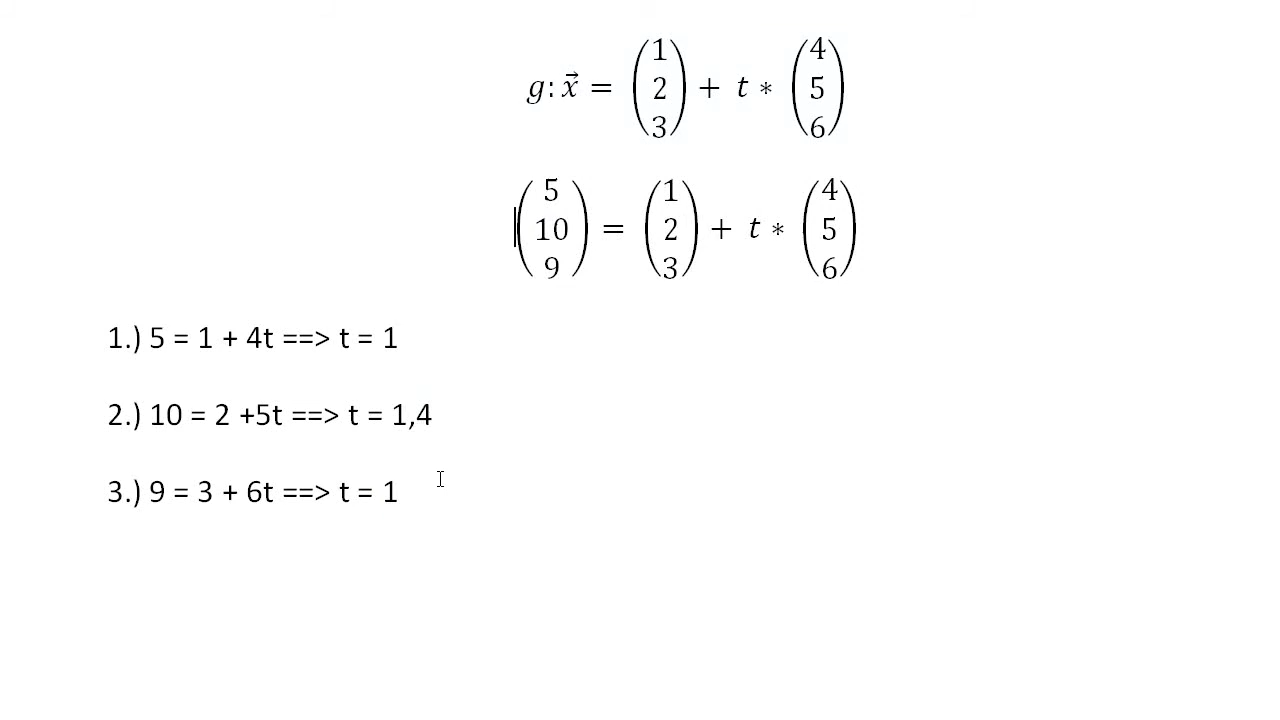 g: x⃗ = (1 2 3) + t * (4 5 6)
(5 10 9) = (1 2 3) + t * (4 5 6)
1.) 5 = 1 + 4t ==> t = 1
2.) 10 = 2 +5t ==> t = 1,4
3.) 9 = 3 + 6t ==> t = 1